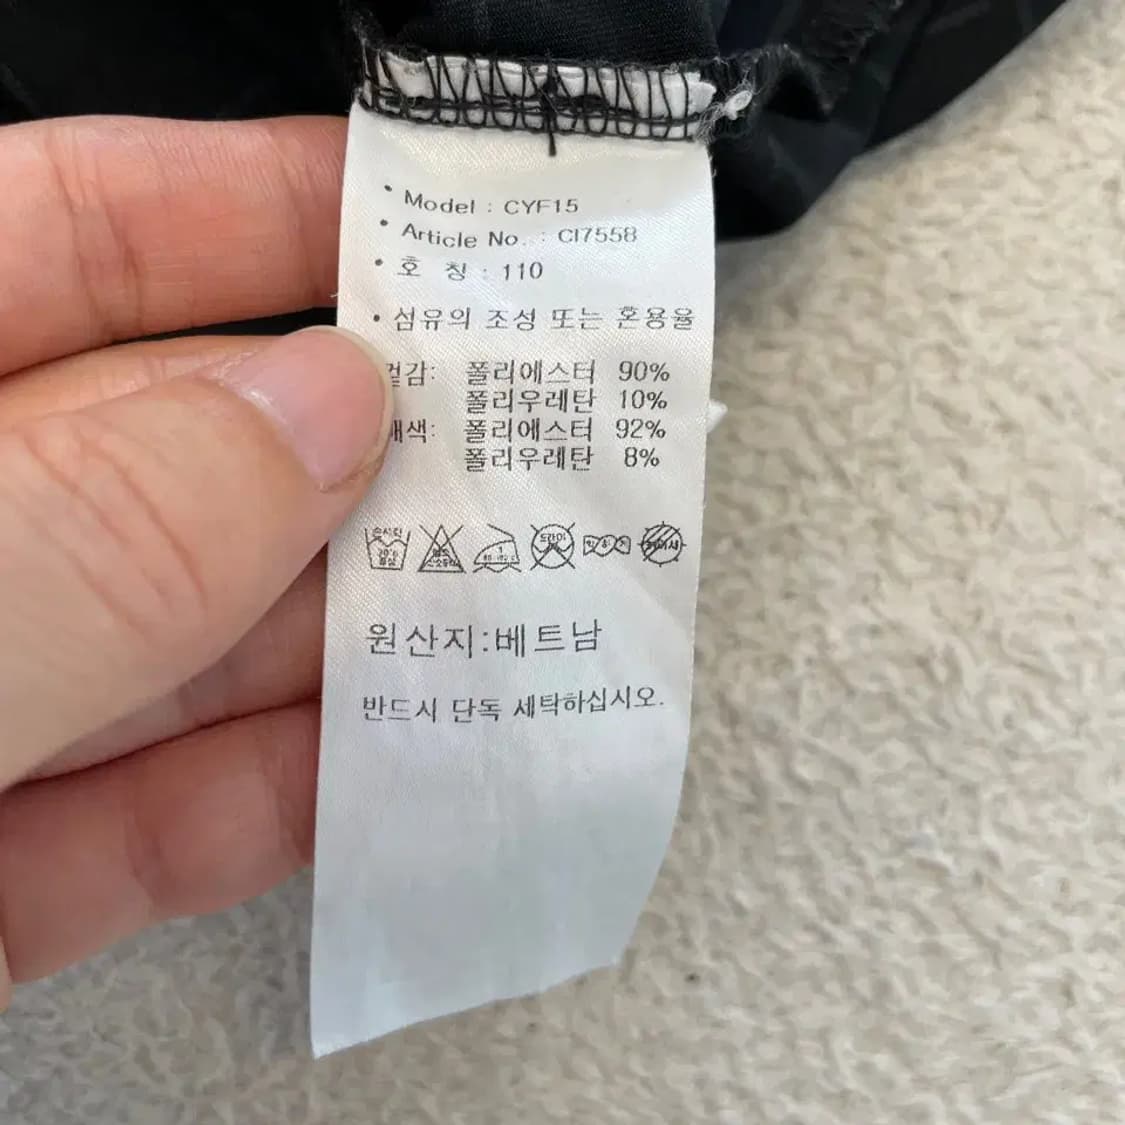 • Model : CYF15
• Article No. : CI7558
• 호 칭 : 110
• 섬유의 조성 또는 혼용율
겉감: 폴리에스터 90%
폴리우레탄 10%
배색: 폴리에스터 92%
폴리우레탄 8%
원산지:베트남
반드시 단독 세탁하십시오.